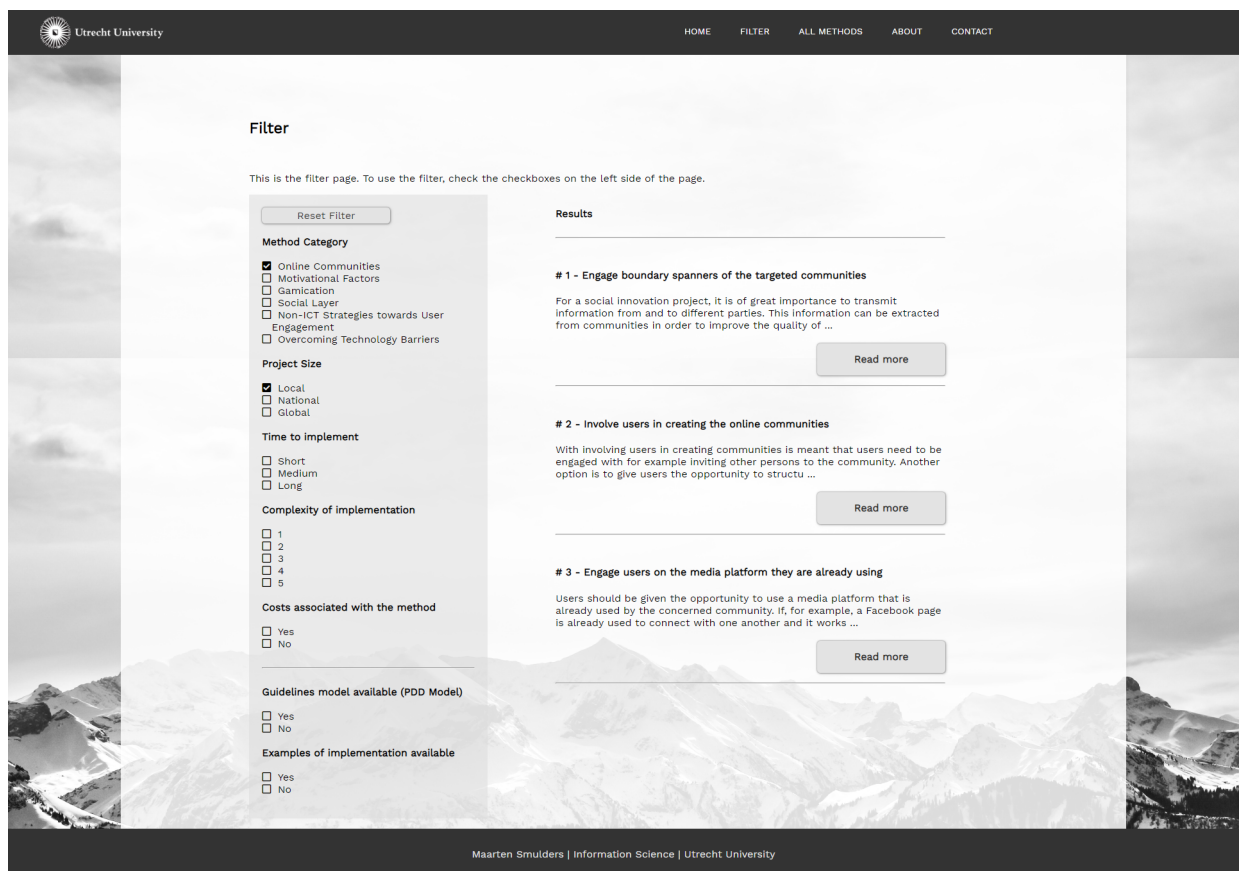 Utrecht University
HOME FILTER ALL METHODS ABOUT CONTACT
Filter
This is the filter page. To use the filter, check the checkboxes on the left side of the page.
Reset Filter
Method Category
Online Communities
Motivational Factors
Gamication
Social Layer
Non-ICT Strategies towards User
Engagement
Overcoming Technology Barriers
Project Size
Local
National
Global
Time to implement
Short
Medium
Long
Complexity of implementation
1
2
3
4
5
Costs associated with the method
Yes
No
Guidelines model available (PDD Model)
Yes
No
Examples of implementation available
Yes
No
Results
# 1 - Engage boundary spanners of the targeted communities
For a social innovation project, it is of great importance to transmit
information from and to different parties. This information can be extracted
from communities in order to improve the quality of ...
Read more
# 2 - Involve users in creating the online communities
With involving users in creating communities is meant that users need to be
engaged with for example inviting other persons to the community. Another
option is to give users the opportunity to structu ...
Read more
# 3 - Engage users on the media platform they are already using
Users should be given the opportunity to use a media platform that is
already used by the concerned community. If, for example, a Facebook page
is already used to connect with one another and it works ...
Read more
Maarten Smulders | Information Science | Utrecht University